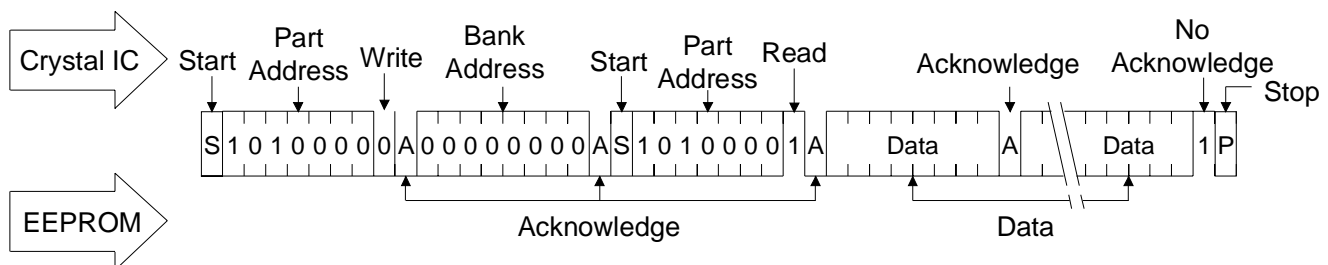 Crystal IC
Start
Part
Address
Write
Bank
Address
Start
Part
Address
Read
Acknowledge
No
Acknowledge
Stop
S 1 0 1 0 0 0 0 0 A 0 0 0 0 0 0 0 0 A S 1 0 1 0 0 0 0 1 A Data A Data 1 P
EEPROM
Acknowledge
Data